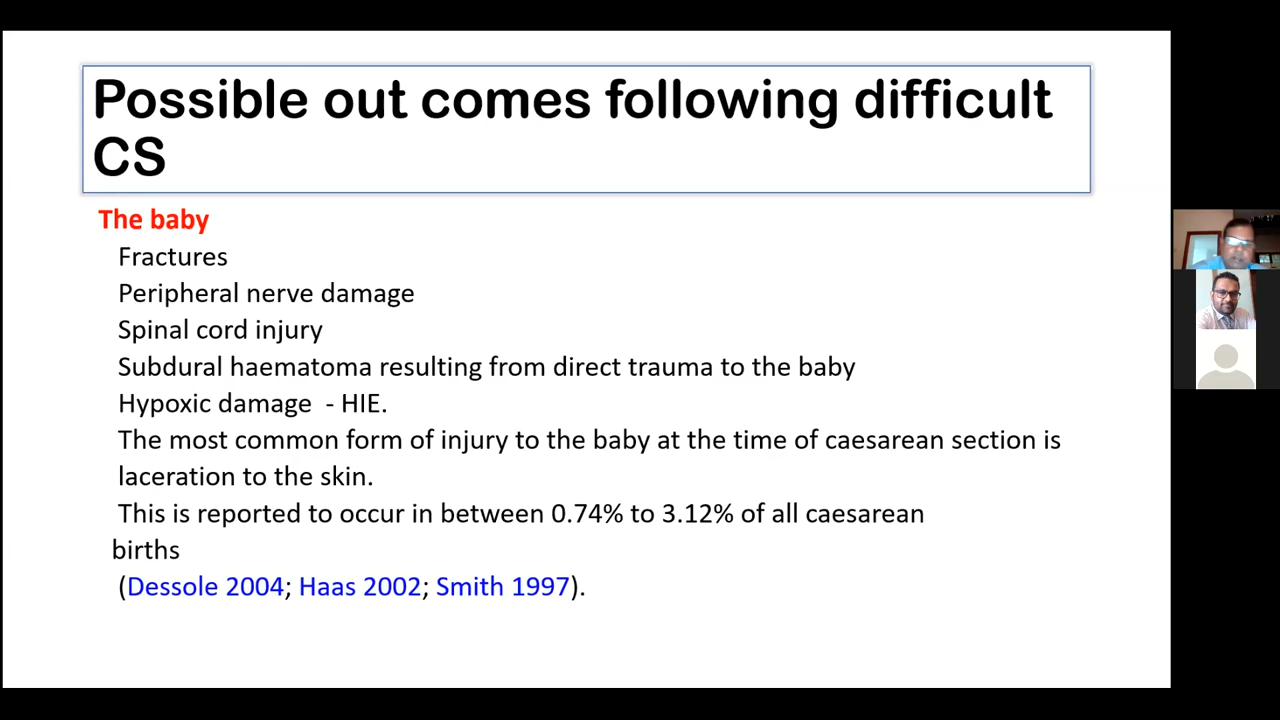 Possible out comes following difficult
CS
The baby
Fractures
Peripheral nerve damage
Spinal cord injury
Subdural haematoma resulting from direct trauma to the baby
Hypoxic damage - HIE.
The most common form of injury to the baby at the time of caesarean section is
laceration to the skin.
This is reported to occur in between 0.74% to 3.12% of all caesarean
births
(Dessole 2004; Haas 2002; Smith 1997).